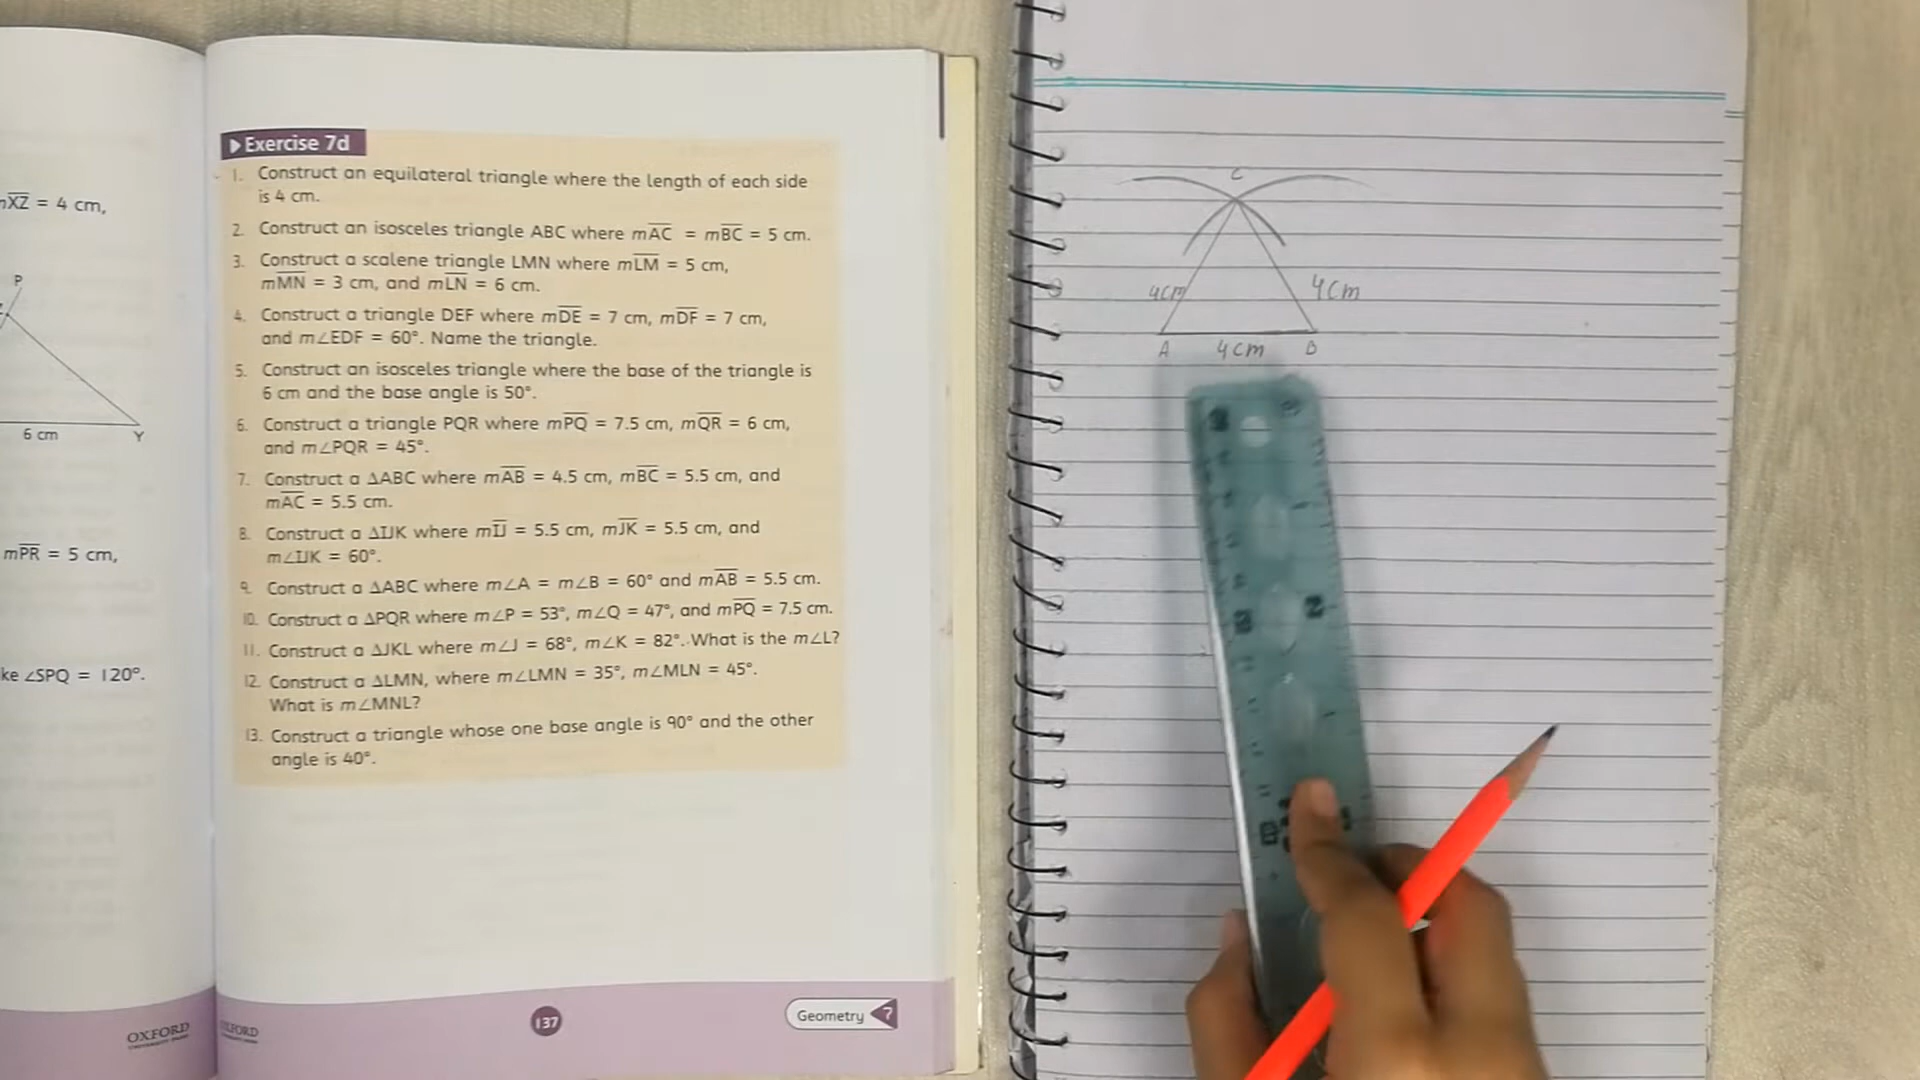 mXZ = 4 cm,
P
6 cm
Y
mPR = 5 cm,
ke ∠SPQ = 120°.
OXFORD
Exercise 7d
1. Construct an equilateral triangle where the length of each side
is 4 cm.
2. Construct an isosceles triangle ABC where mAC = mBC = 5 cm.
3. Construct a scalene triangle LMN where mLM = 5 cm,
mMN = 3 cm, and mLN = 6 cm.
4. Construct a triangle DEF where mDE = 7 cm, mDF = 7 cm,
and m∠EDF = 60°. Name the triangle.
5. Construct an isosceles triangle where the base of the triangle is
6 cm and the base angle is 50°.
6. Construct a triangle PQR where mPQ = 7.5 cm, mQR = 6 cm,
and m∠PQR = 45°.
7. Construct a ΔABC where mAB = 4.5 cm, mBC = 5.5 cm, and
mAC = 5.5 cm.
8. Construct a ΔIJK where mIJ = 5.5 cm, mJK = 5.5 cm, and
m∠IJK = 60°.
9. Construct a ΔABC where m∠A = m∠B = 60° and mAB = 5.5 cm.
10. Construct a ΔPQR where m∠P = 53°, m∠Q = 47°, and mPQ = 7.5 cm.
11. Construct a ΔJKL where m∠J = 68°, m∠K = 82°. What is the m∠L?
12. Construct a ΔLMN, where m∠LMN = 35°, m∠MLN = 45°.
What is m∠MNL?
13. Construct a triangle whose one base angle is 90° and the other
angle is 40°.
137
Geometry 7
C
4cm
4cm
A 4cm B